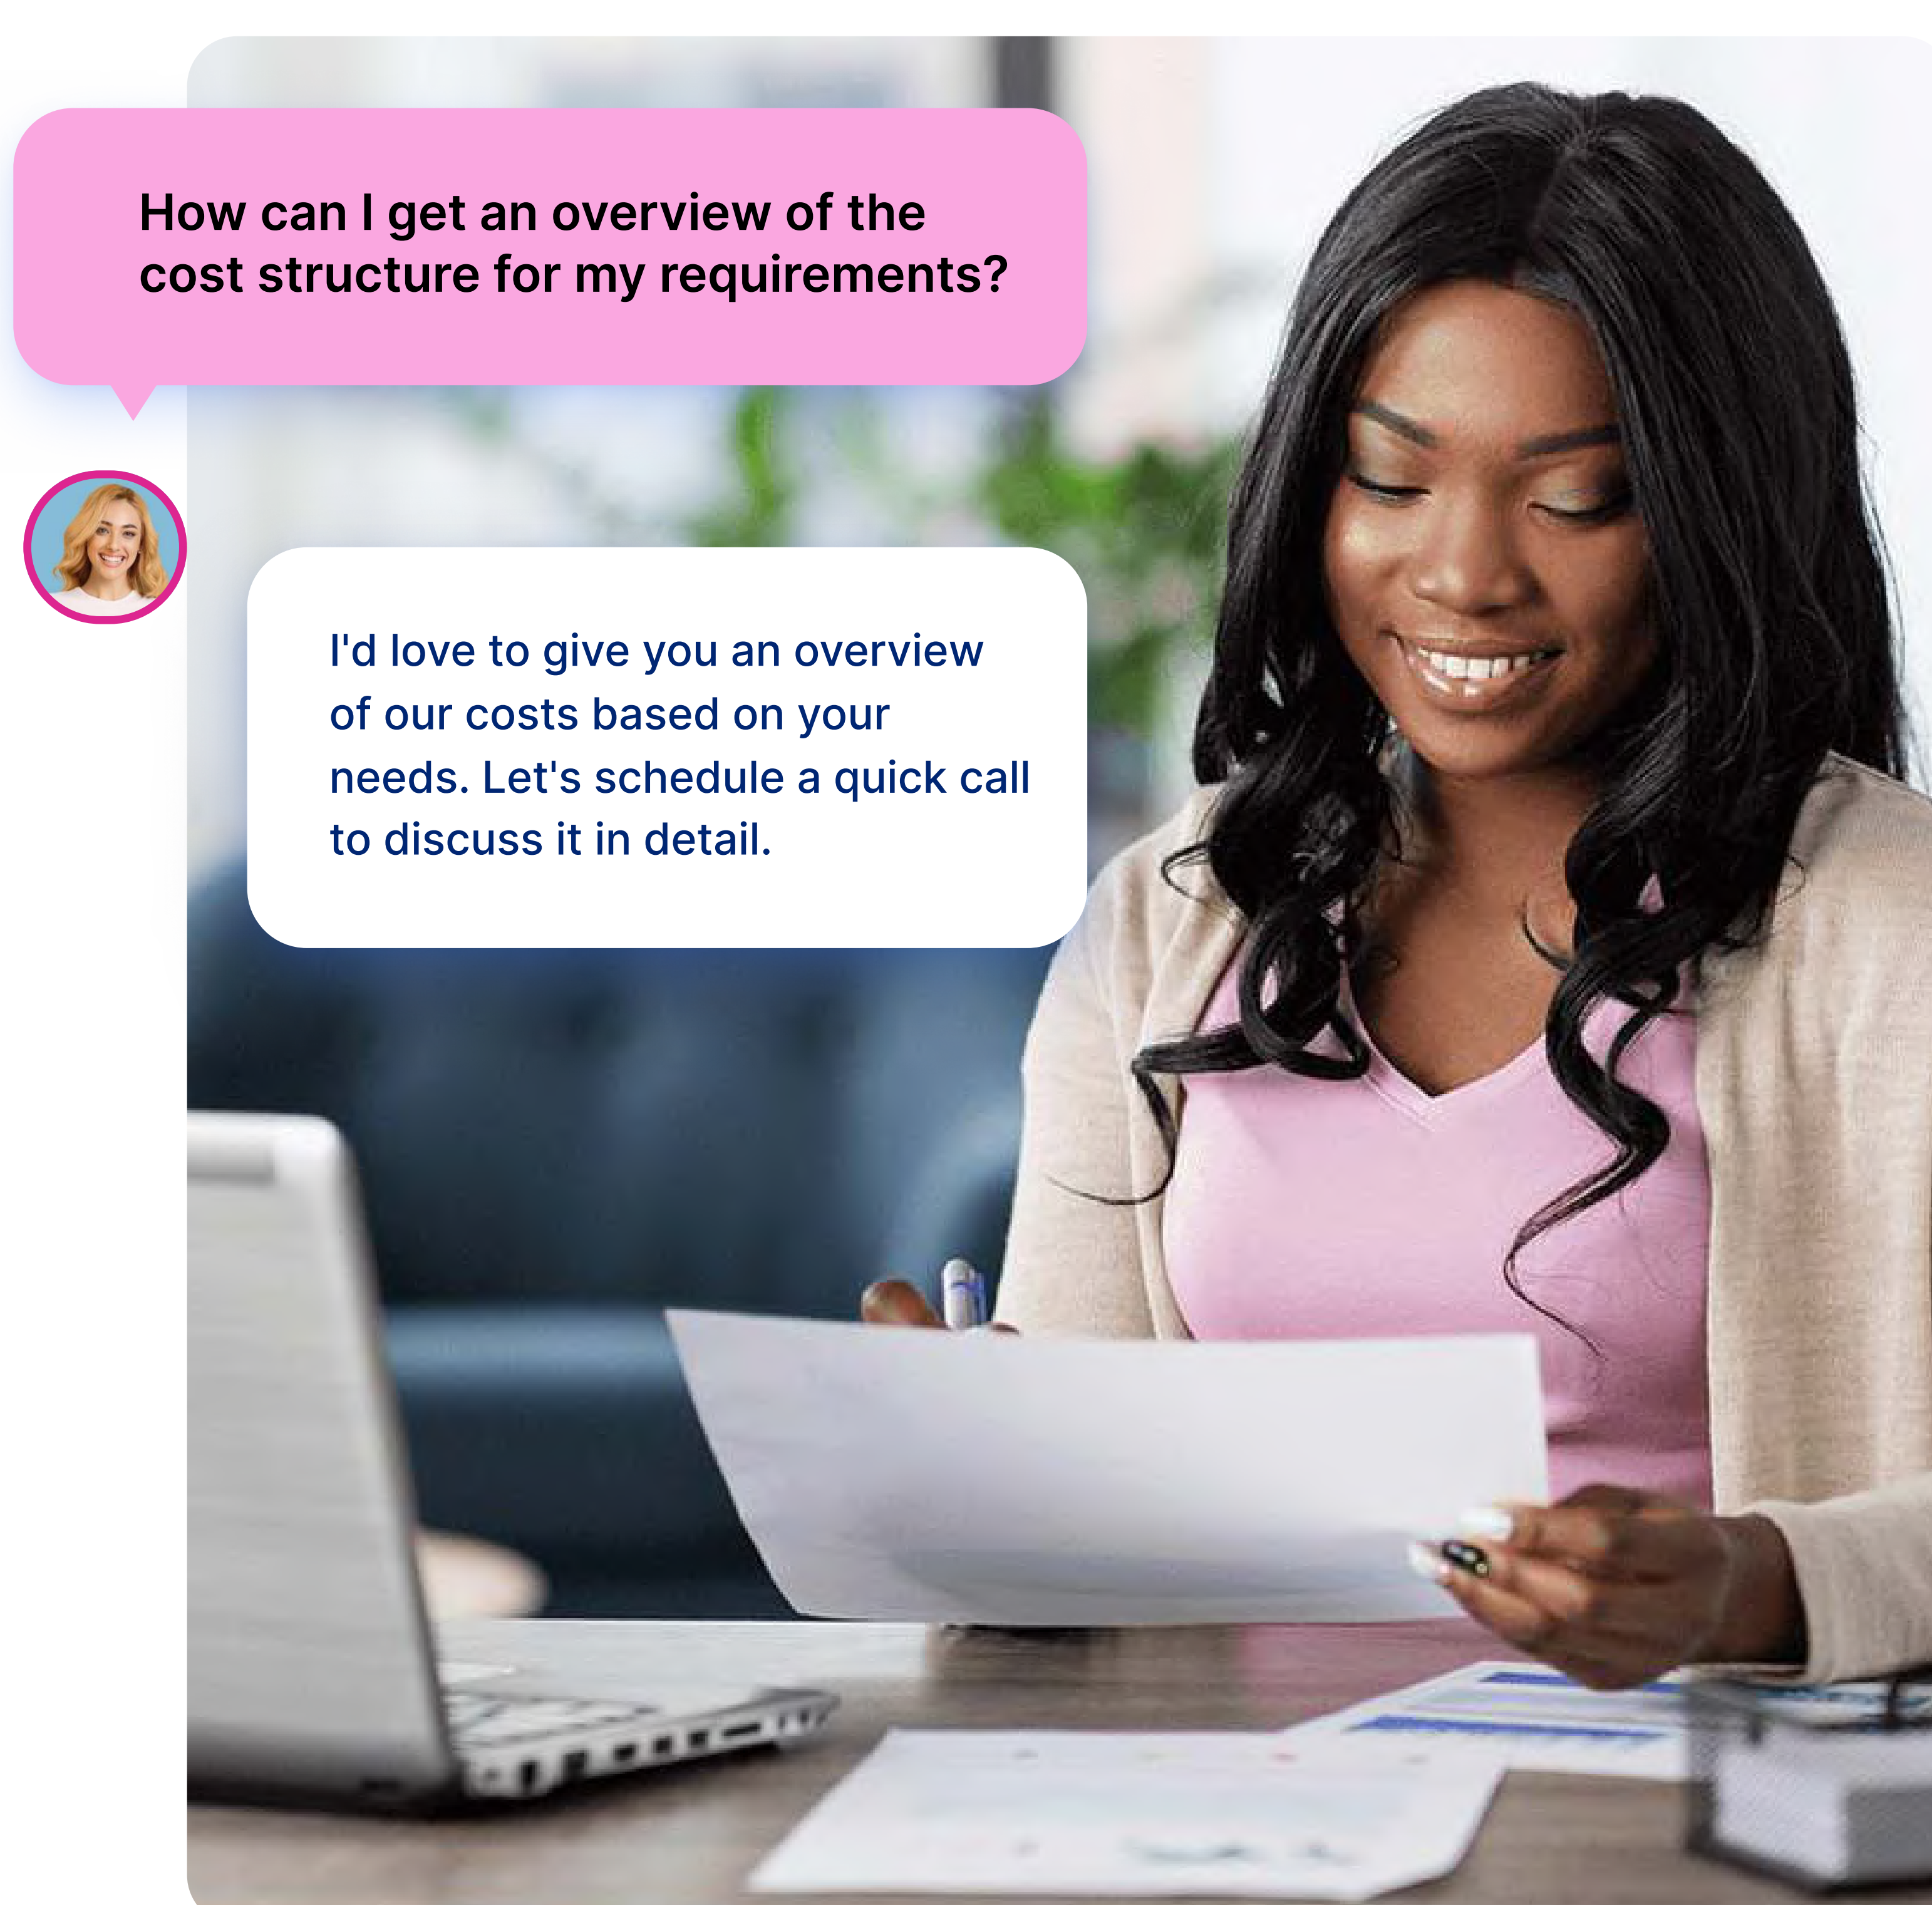 How can I get an overview of the
cost structure for my requirements?
I'd love to give you an overview
of our costs based on your
needs. Let's schedule a quick call
to discuss it in detail.